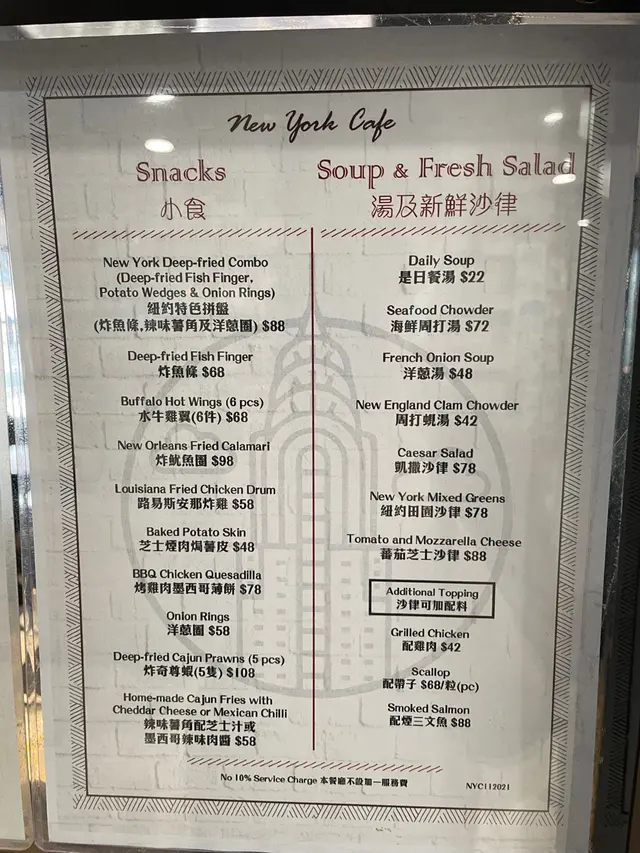 New York Cafe
Snacks
小食
New York Deep-fried Combo
(Deep-fried Fish Finger,
Potato Wedges & Onion Rings)
紐約特色拼盤
(炸魚條,辣味薯角及洋蔥圈) $88
Deep-fried Fish Finger
炸魚條 $68
Buffalo Hot Wings (6 pcs)
水牛雞翼(6件) $68
New Orleans Fried Calamari
炸魷魚圈 $98
Louisiana Fried Chicken Drum
路易斯安那炸雞 $58
Baked Potato Skin
芝士煙肉焗薯皮 $48
BBQ Chicken Quesadilla
烤雞肉墨西哥薄餅 $78
Onion Rings
洋蔥圈 $58
Deep-fried Cajun Prawns (5 pcs)
炸奇尊蝦(5隻) $108
Home-made Cajun Fries with
Cheddar Cheese or Mexican Chilli
辣味薯角配芝士汁或
墨西哥辣味肉醬 $58
Soup & Fresh Salad
湯及新鮮沙律
Daily Soup
是日餐湯 $22
Seafood Chowder
海鮮周打湯 $72
French Onion Soup
洋蔥湯 $48
New England Clam Chowder
周打蜆湯 $42
Caesar Salad
凱撒沙律 $78
New York Mixed Greens
紐約田園沙律 $78
Tomato and Mozzarella Cheese
蕃茄芝士沙律 $88
Additional Topping
沙律可加配料
Grilled Chicken
配雞肉 $42
Scallop
配帶子 $68/粒(pc)
Smoked Salmon
配煙三文魚 $88
No 10% Service Charge 本餐廳不設加一服務費
NYC112021